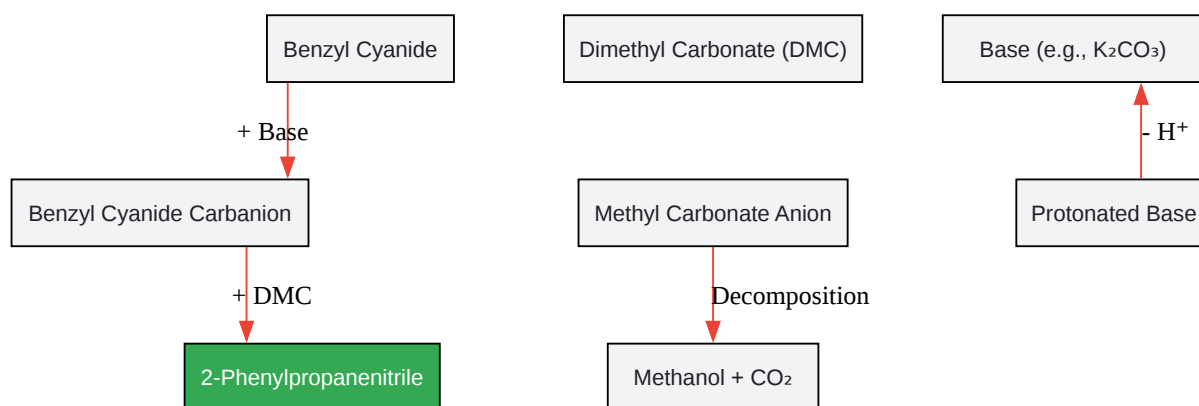 Benzyl Cyanide
Dimethyl Carbonate (DMC)
Base (e.g., K₂CO₃)
+ Base
- H⁺
Benzyl Cyanide Carbanion
Methyl Carbonate Anion
Protonated Base
+ DMC
Decomposition
2-Phenylpropanenitrile
Methanol + CO₂